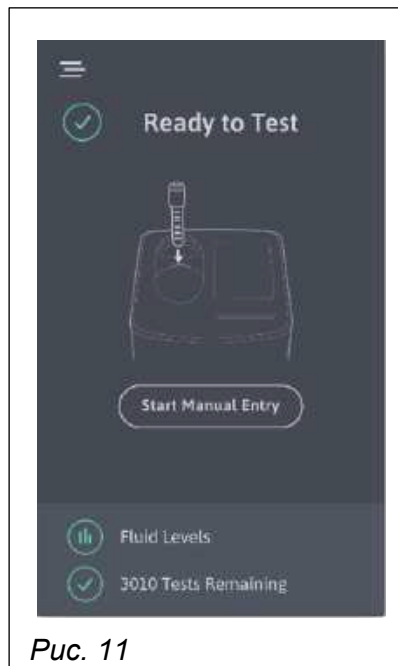 Ready to Test
Start Manual Entry
Fluid Levels
3010 Tests Remaining
Рис. 11